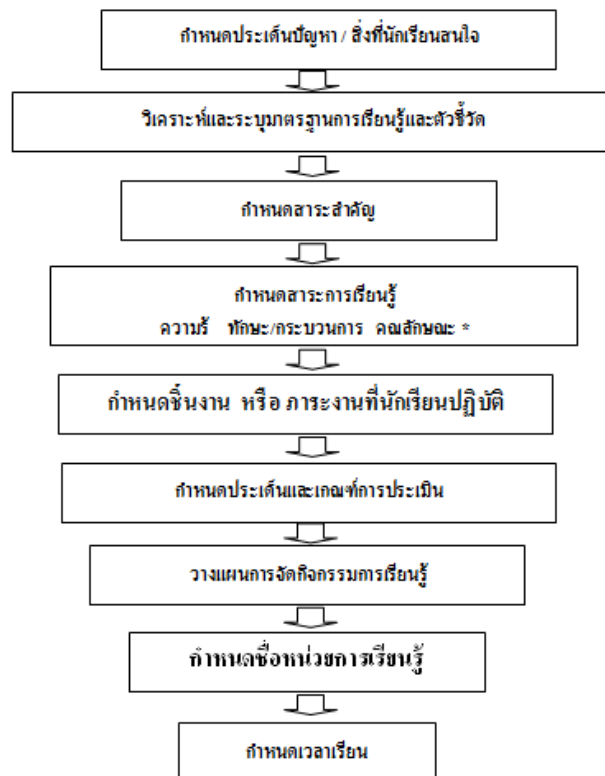 กำหนดประเด็นปัญหา / สิ่งที่นักเรียนสนใจ
วิเคราะห์และระบุมาตรฐานการเรียนรู้และตัวชี้วัด
กำหนดสาระสำคัญ
กำหนดสาระการเรียนรู้
ความรู้ ทักษะ/กระบวนการ คุณลักษณะ *
กำหนดชิ้นงาน หรือ ภาระงานที่นักเรียนปฏิบัติ
กำหนดประเด็นและเกณฑ์การประเมิน
วางแผนการจัดกิจกรรมการเรียนรู้
กำหนดชื่อหน่วยการเรียนรู้
กำหนดเวลาเรียน